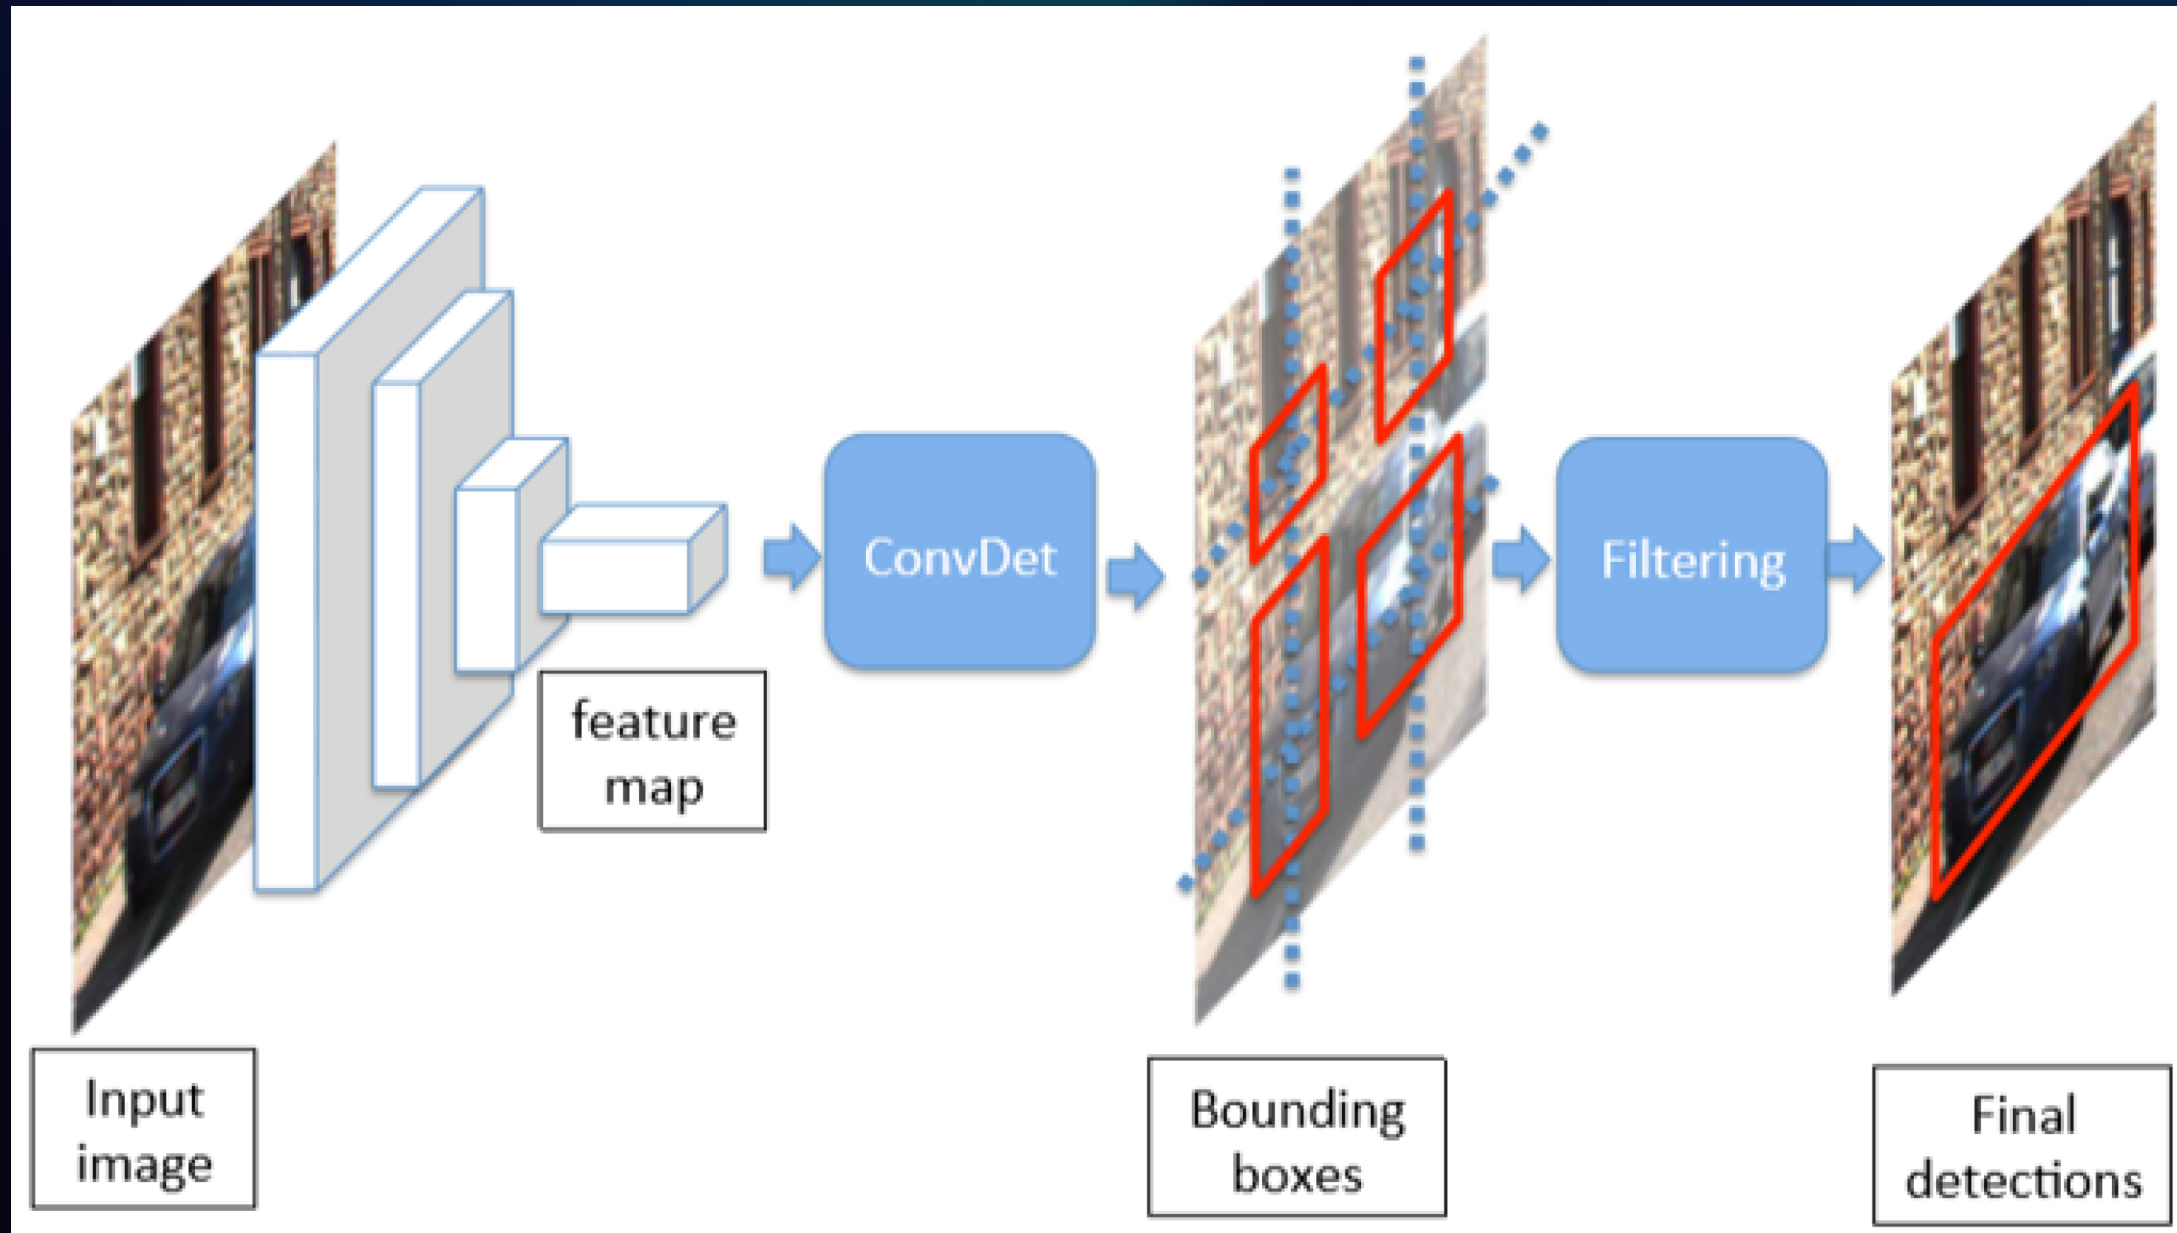 Input
image
feature
map
ConvDet
Bounding
boxes
Filtering
Final
detections